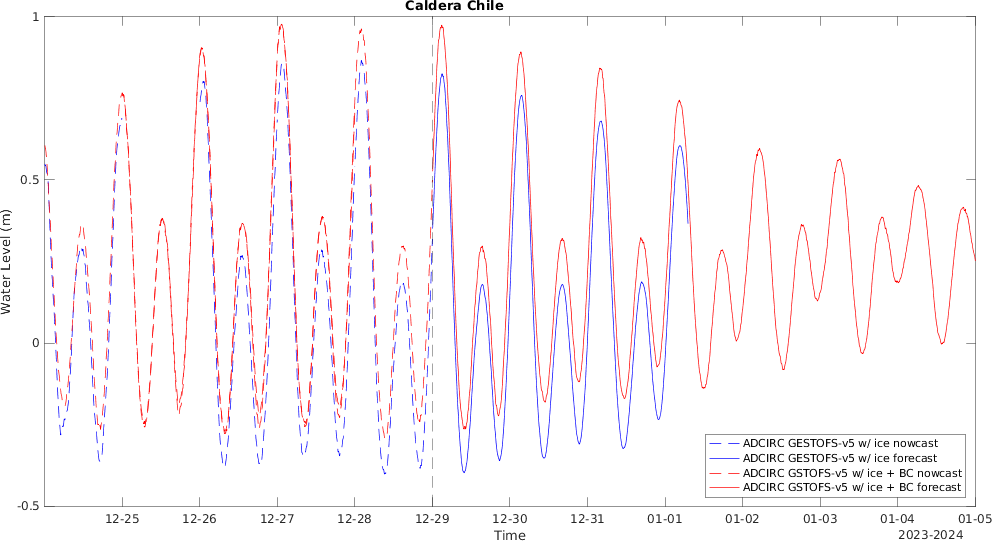 Caldera Chile
Water Level (m)
1
0.5
0
-0.5
12-25 12-26 12-27 12-28 12-29 12-30 12-31 01-01 01-02 01-03 01-04 01-05
Time
2023-2024
ADCIRC GESTOFS-v5 w/ ice nowcast
ADCIRC GESTOFS-v5 w/ ice forecast
ADCIRC GSTOFS-v5 w/ ice + BC nowcast
ADCIRC GSTOFS-v5 w/ ice + BC forecast